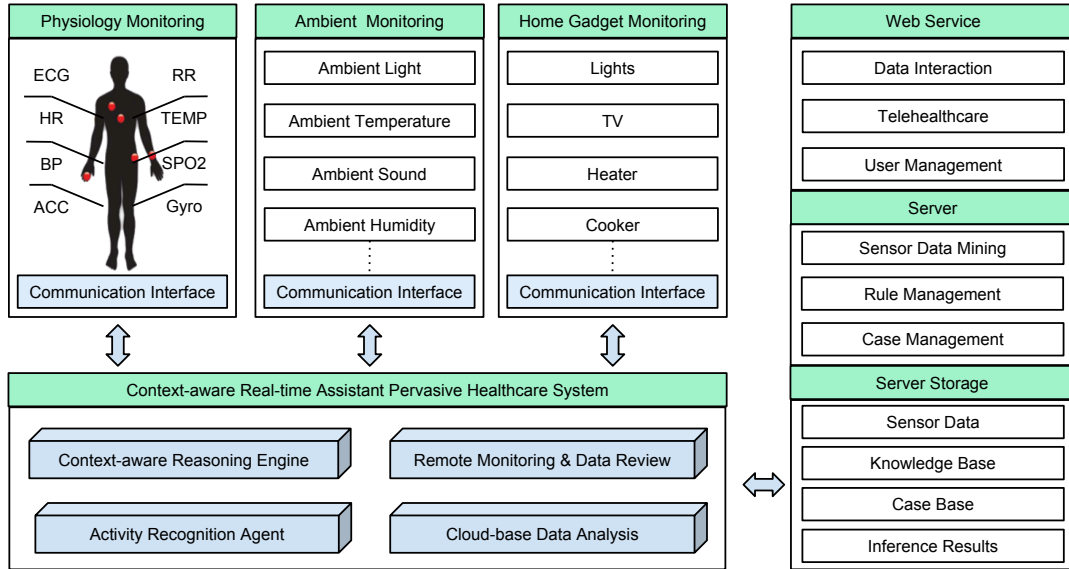 Physiology Monitoring
ECG
RR
HR
TEMP
BP
SPO2
ACC
Gyro
Communication Interface
Ambient Monitoring
Ambient Light
Ambient Temperature
Ambient Sound
Ambient Humidity
Communication Interface
Home Gadget Monitoring
Lights
TV
Heater
Cooker
Communication Interface
Context-aware Real-time Assistant Pervasive Healthcare System
Context-aware Reasoning Engine
Remote Monitoring & Data Review
Activity Recognition Agent
Cloud-base Data Analysis
Web Service
Data Interaction
Telehealthcare
User Management
Server
Sensor Data Mining
Rule Management
Case Management
Server Storage
Sensor Data
Knowledge Base
Case Base
Inference Results